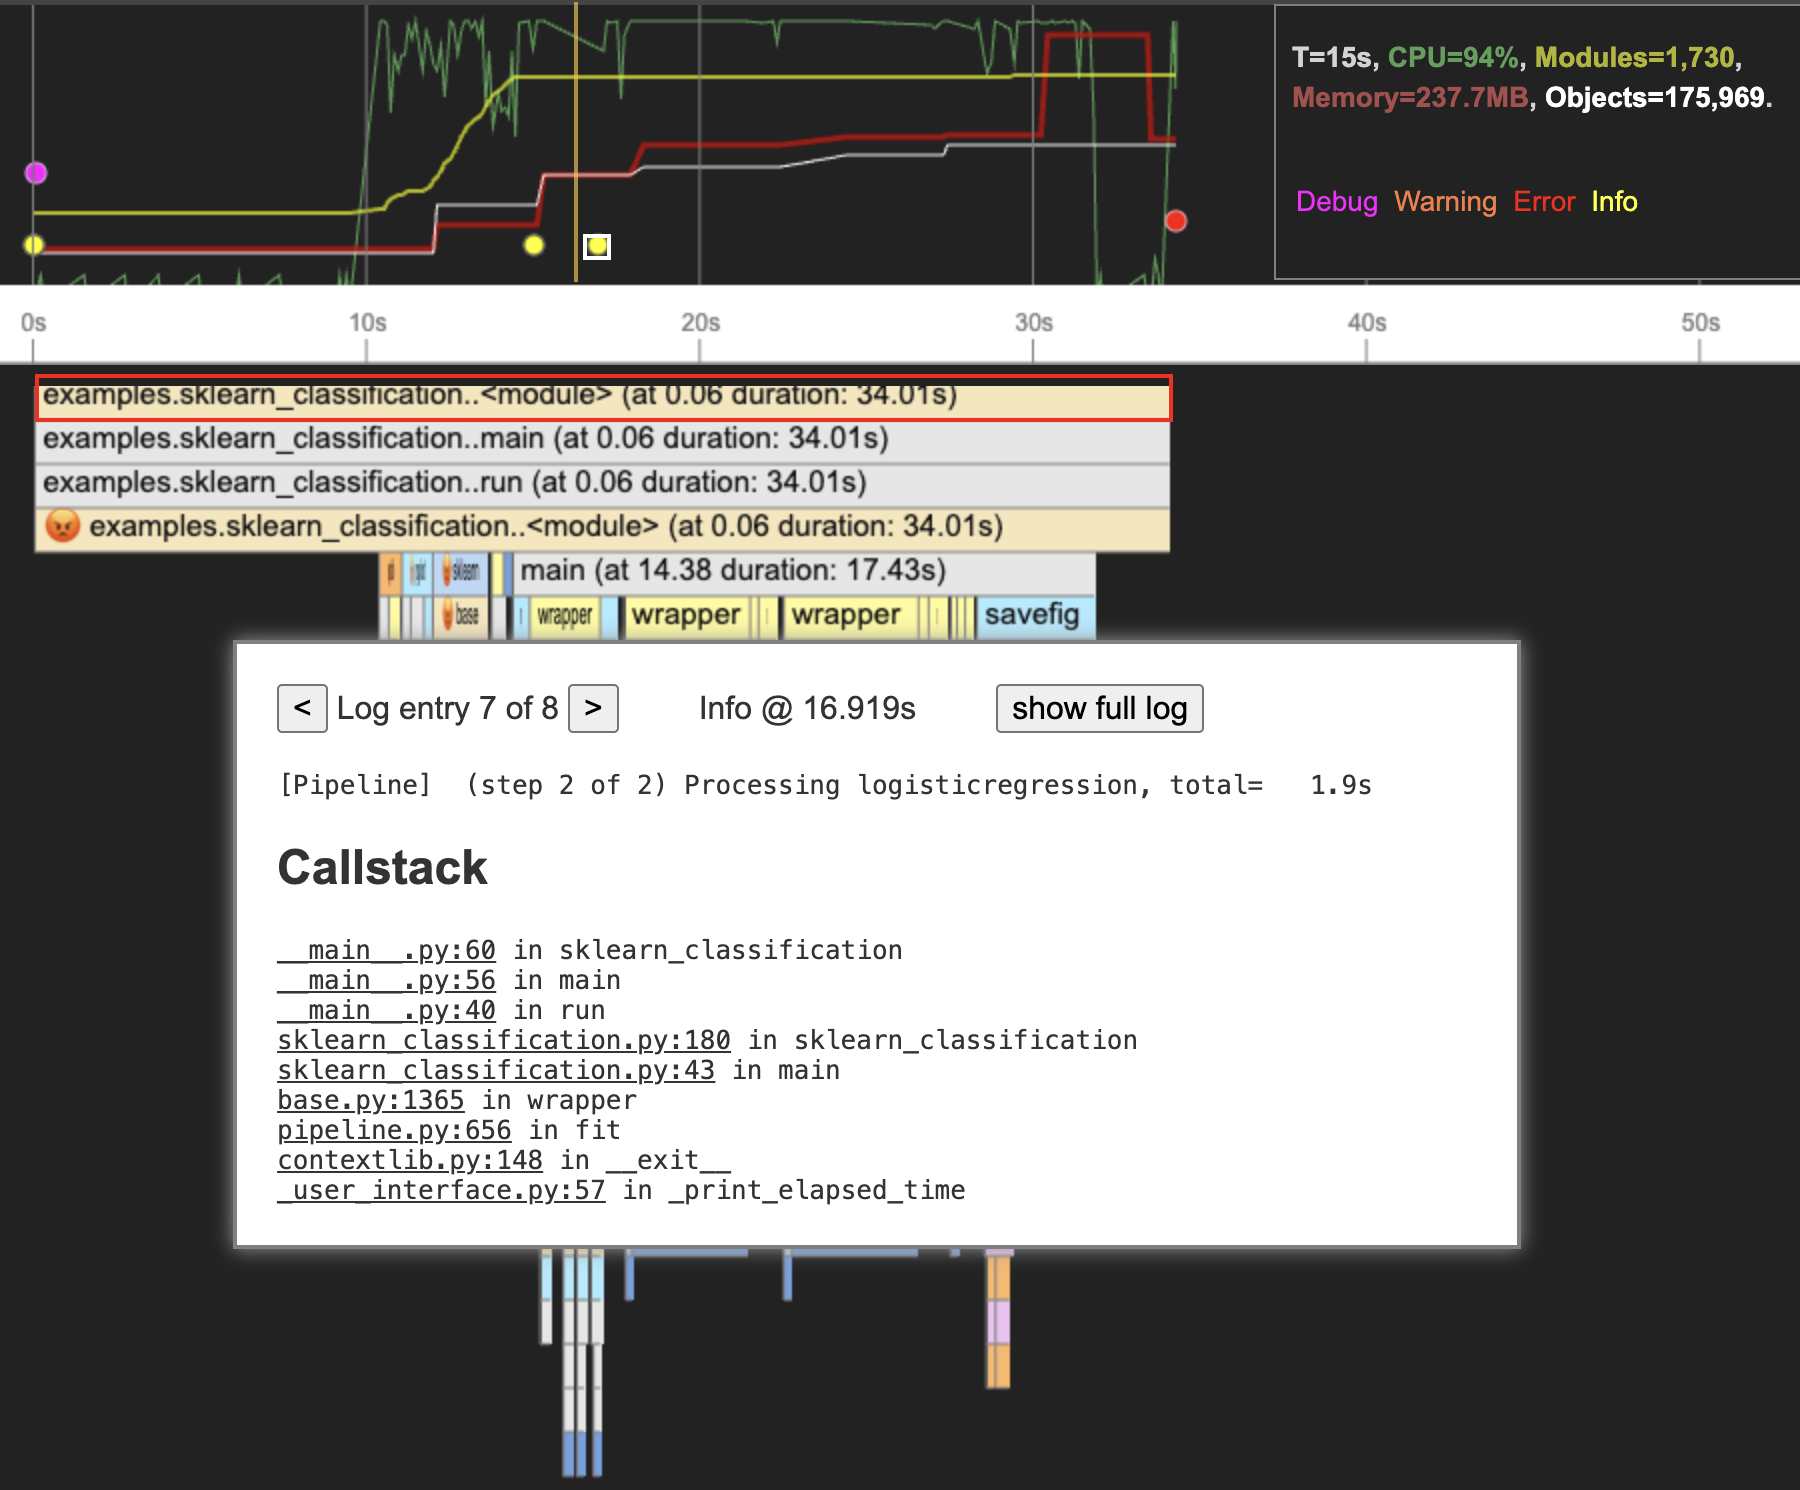 T=15s, CPU=94%, Modules=1,730,
Memory=237.7MB, Objects=175,969.
Debug Warning Error Info
0s 10s 20s 30s 40s 50s
examples.sklearn_classification..<module> (at 0.06 duration: 34.01s)
examples.sklearn_classification..main (at 0.06 duration: 34.01s)
examples.sklearn_classification..run (at 0.06 duration: 34.01s)
😡 examples.sklearn_classification..<module> (at 0.06 duration: 34.01s)
sklearn main (at 14.38 duration: 17.43s)
base wrapper wrapper wrapper savefig
< Log entry 7 of 8 > Info @ 16.919s show full log
[Pipeline]  (step 2 of 2) Processing logisticregression, total=   1.9s
Callstack
__main__.py:60 in sklearn_classification
__main__.py:56 in main
__main__.py:40 in run
sklearn_classification.py:180 in sklearn_classification
sklearn_classification.py:43 in main
base.py:1365 in wrapper
pipeline.py:656 in fit
contextlib.py:148 in __exit__
_user_interface.py:57 in _print_elapsed_time